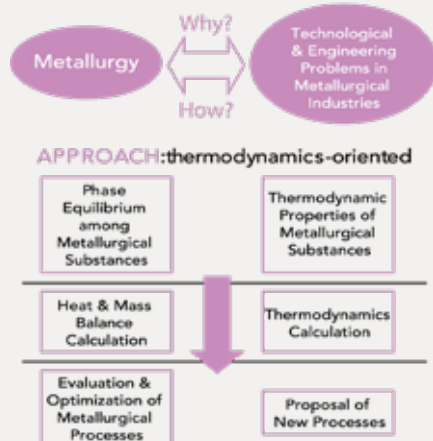 Why?
Metallurgy
Technological
& Engineering
Problems in
Metallurgical
Industries
How?
APPROACH:thermodynamics-oriented
Phase
Equilibrium
among
Metallurgical
Substances
Thermodynamic
Properties of
Metallurgical
Substances
Heat & Mass
Balance
Calculation
Thermodynamics
Calculation
Evaluation &
Optimization of
Metallurgical
Processes
Proposal of
New Processes